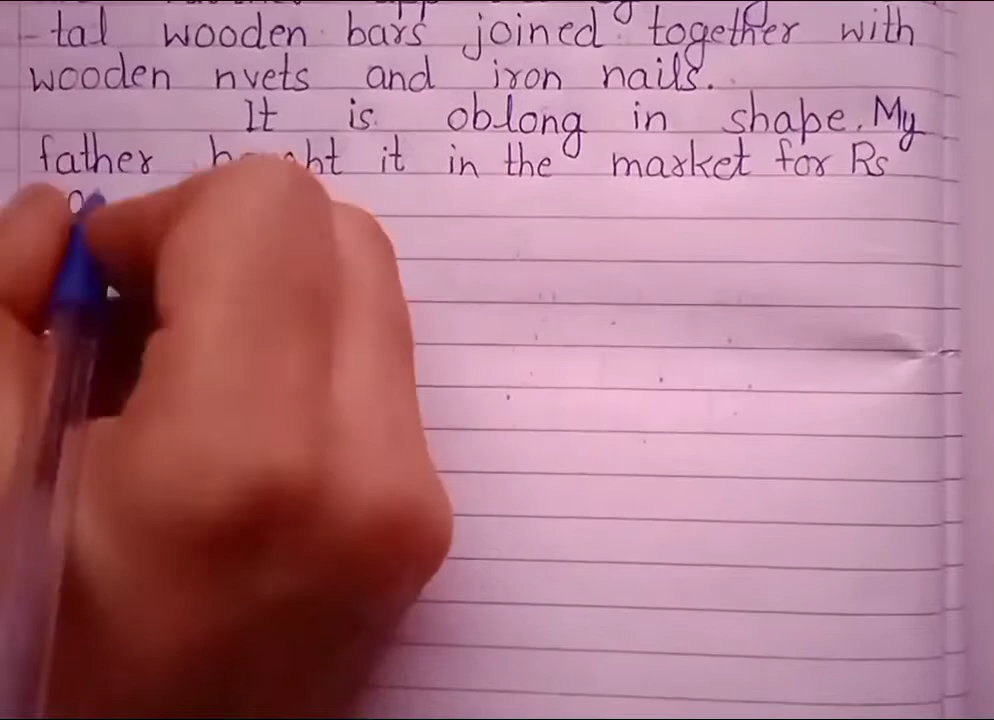 - tal wooden bars joined together with
wooden nvets and iron nails.
It is oblong in shape. My
father it in the market for Rs